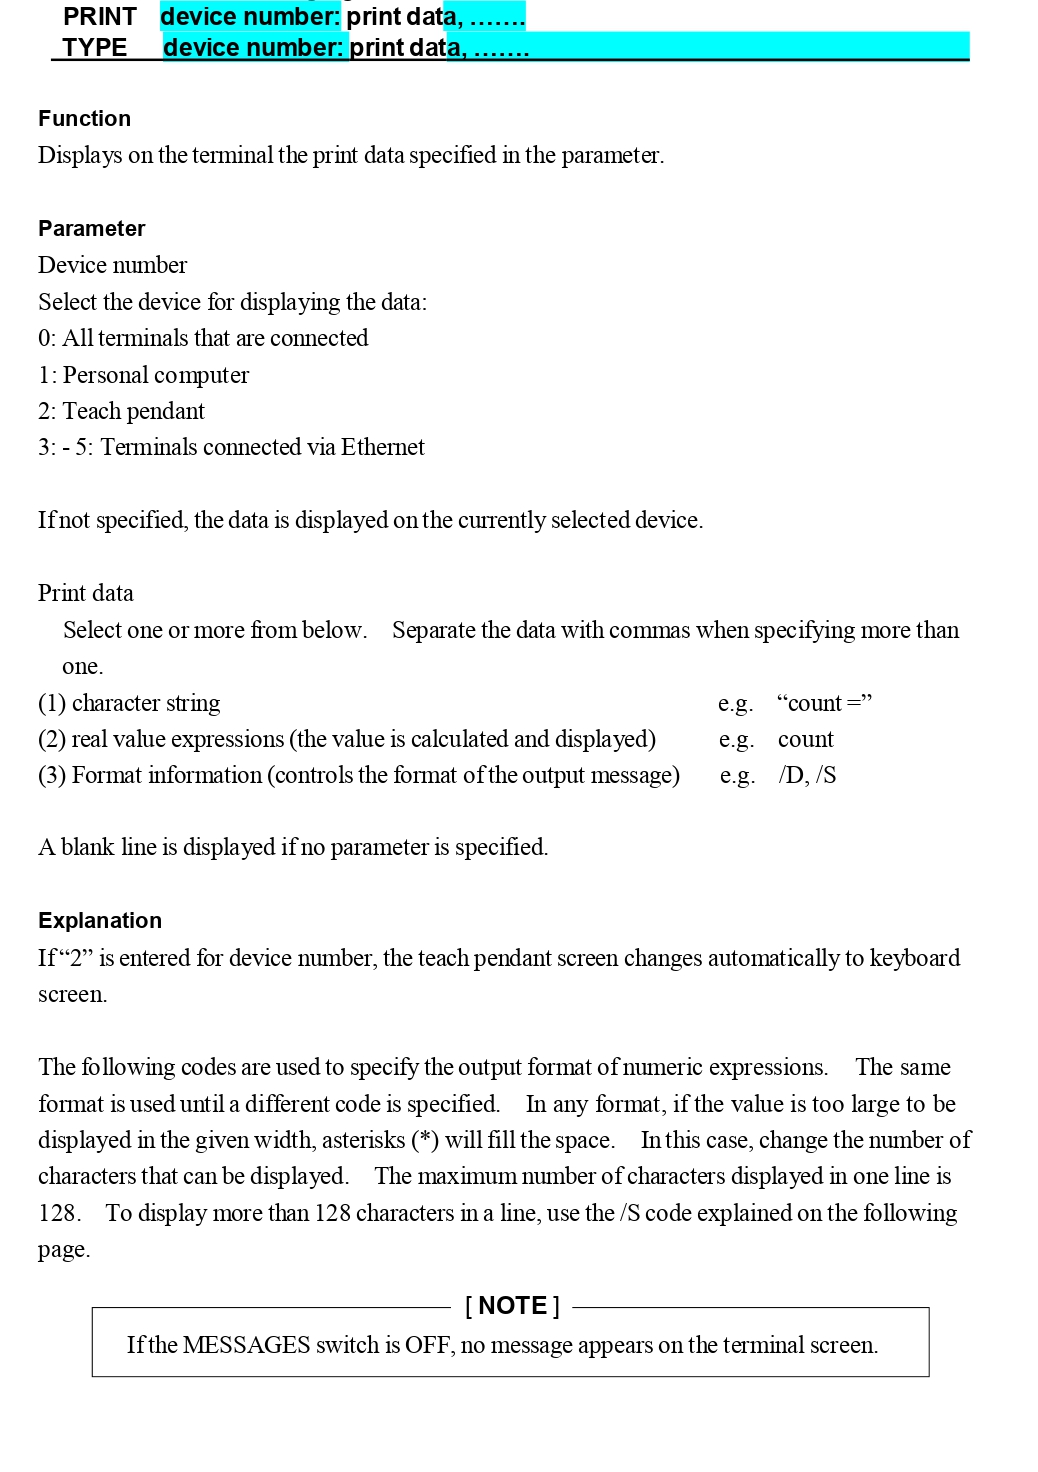 PRINT device number: print data, …….
TYPE device number: print data, …….
Function
Displays on the terminal the print data specified in the parameter.
Parameter
Device number
Select the device for displaying the data:
0: All terminals that are connected
1: Personal computer
2: Teach pendant
3: - 5: Terminals connected via Ethernet
If not specified, the data is displayed on the currently selected device.
Print data
Select one or more from below. Separate the data with commas when specifying more than
one.
(1) character string e.g. “count =”
(2) real value expressions (the value is calculated and displayed) e.g. count
(3) Format information (controls the format of the output message) e.g. /D, /S
A blank line is displayed if no parameter is specified.
Explanation
If “2” is entered for device number, the teach pendant screen changes automatically to keyboard
screen.
The following codes are used to specify the output format of numeric expressions. The same
format is used until a different code is specified. In any format, if the value is too large to be
displayed in the given width, asterisks (*) will fill the space. In this case, change the number of
characters that can be displayed. The maximum number of characters displayed in one line is
128. To display more than 128 characters in a line, use the /S code explained on the following
page.
[ NOTE ]
If the MESSAGES switch is OFF, no message appears on the terminal screen.